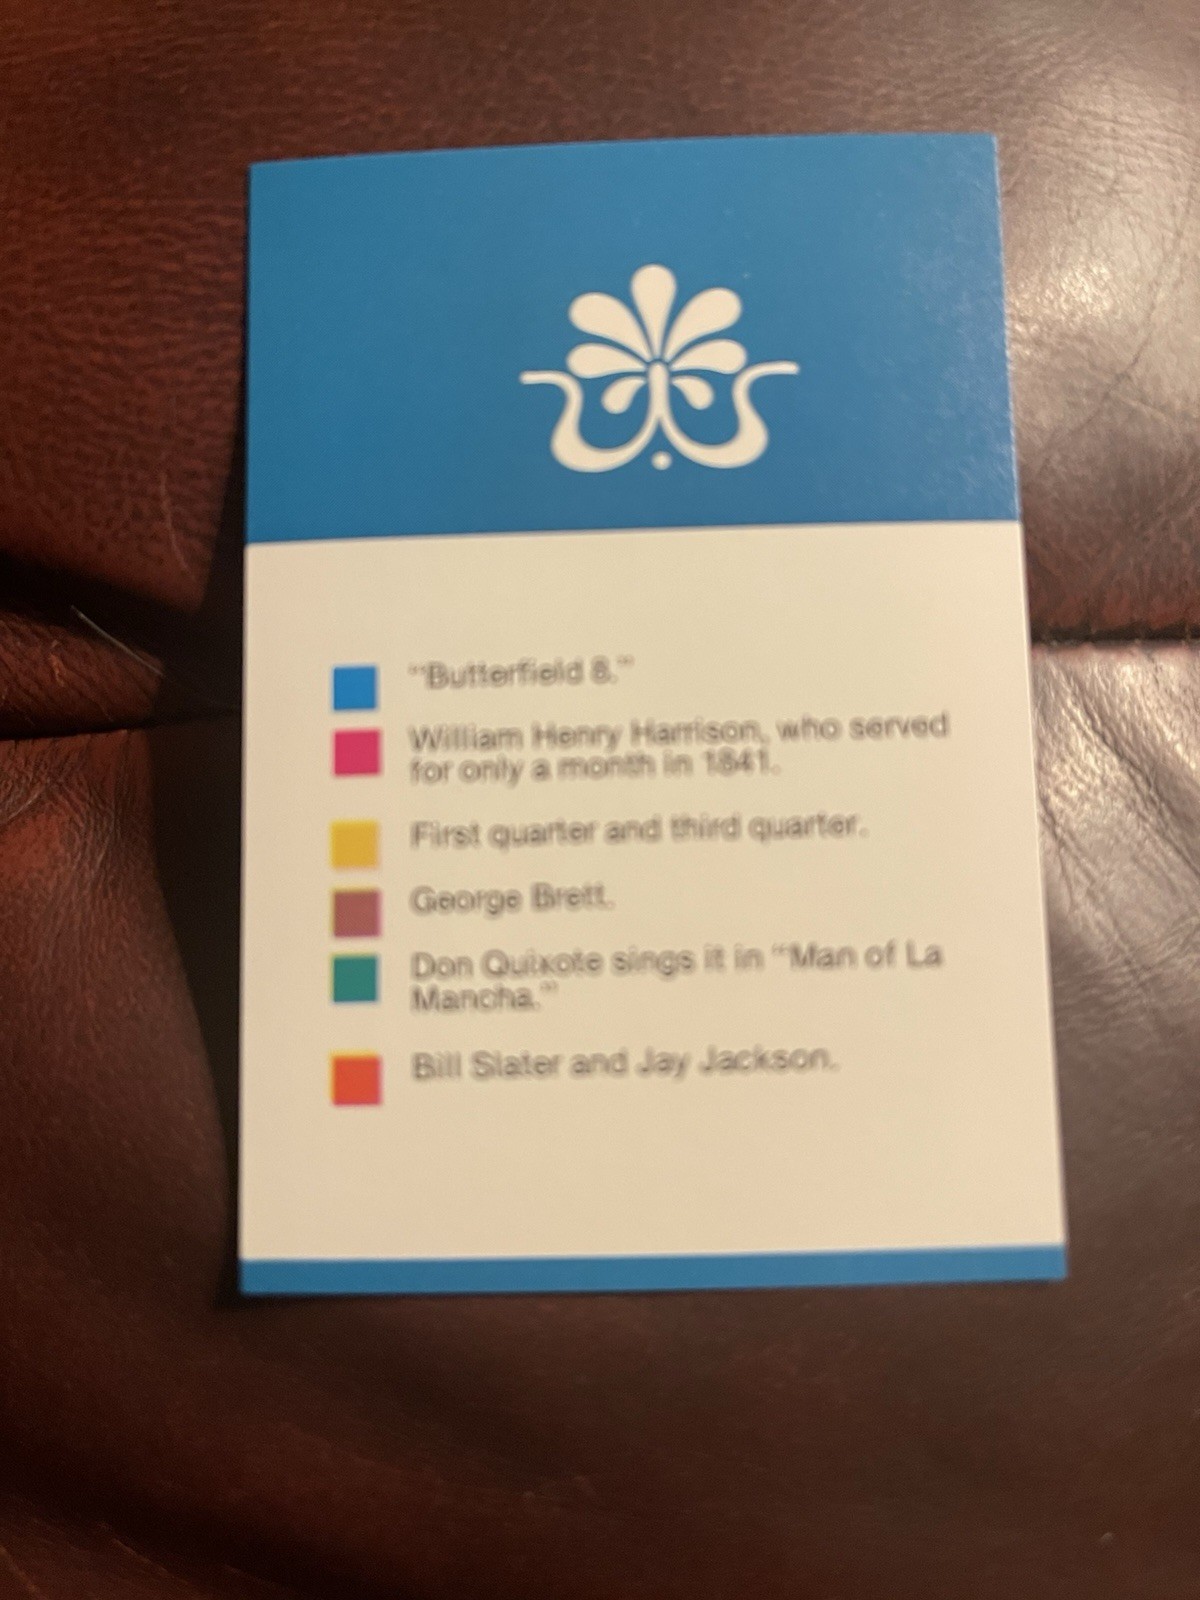 "Butterfield 8."
William Henry Harrison, who served
for only a month in 1841.
First quarter and third quarter.
George Brett.
Don Quixote sings it in "Man of La
Mancha."
Bill Slater and Jay Jackson.